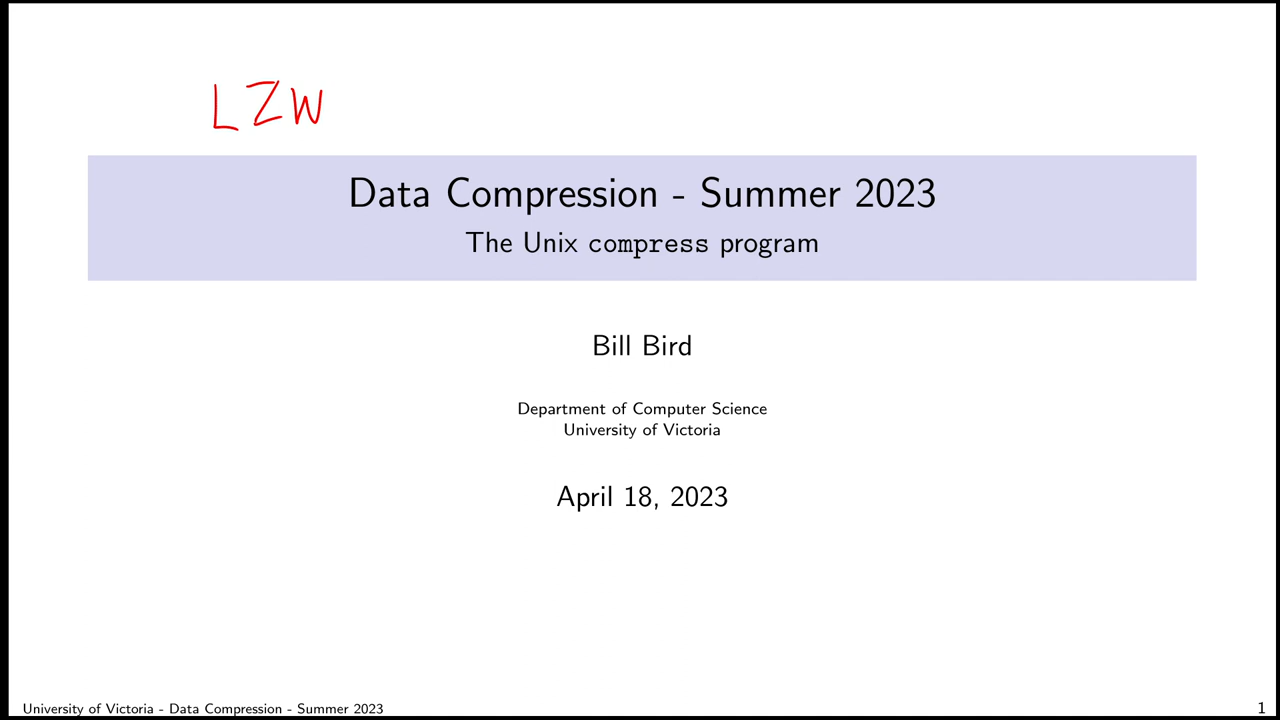 LZW
Data Compression - Summer 2023
The Unix compress program
Bill Bird
Department of Computer Science
University of Victoria
April 18, 2023
University of Victoria - Data Compression - Summer 2023
1